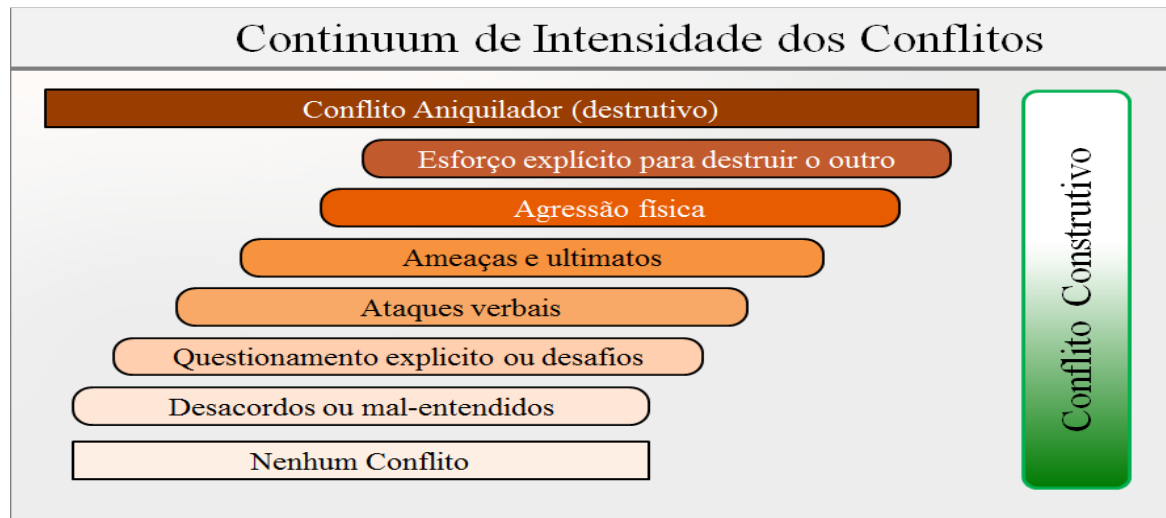 Continuum de Intensidade dos Conflitos
Conflito Aniquilador (destrutivo)
Esforço explícito para destruir o outro
Agressão física
Ameaças e ultimatos
Ataques verbais
Questionamento explicito ou desafios
Desacordos ou mal-entendidos
Nenhum Conflito
Conflito Construtivo